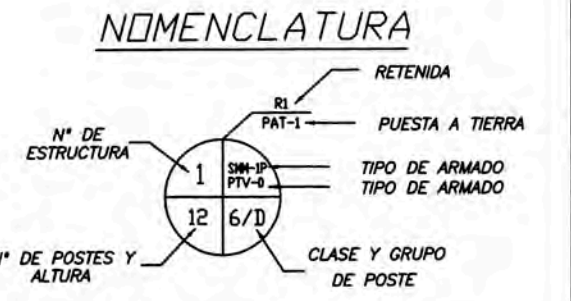 NOMENCLATURA
RETENIDA
R1
PAT-1
PUESTA A TIERRA
N° DE
ESTRUCTURA
1
SMM-1P
PTV-0
TIPO DE ARMADO
TIPO DE ARMADO
12
6/D
N° DE POSTES Y
ALTURA
CLASE Y GRUPO
DE POSTE